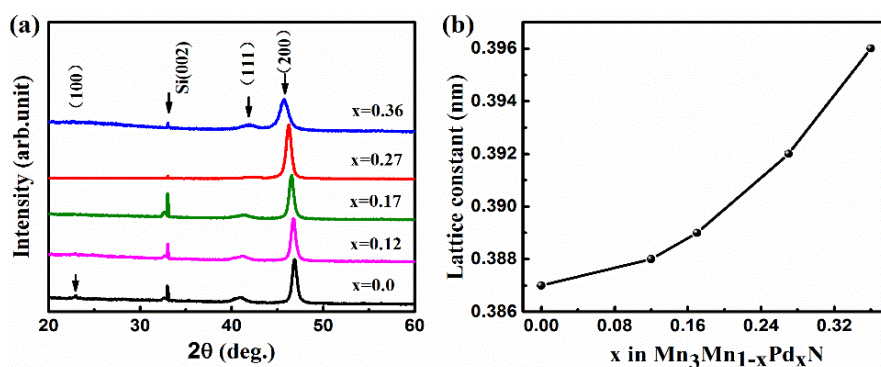 (a)
Intensity (arb.unit)
(100)
Si(002)
(111)
(200)
x=0.36
x=0.27
x=0.17
x=0.12
x=0.0
20 30 40 50 60
2θ (deg.)
(b)
Lattice constant (nm)
0.396
0.394
0.392
0.390
0.388
0.386
0.00 0.08 0.16 0.24 0.32
x in Mn3Mn1-xPdxN